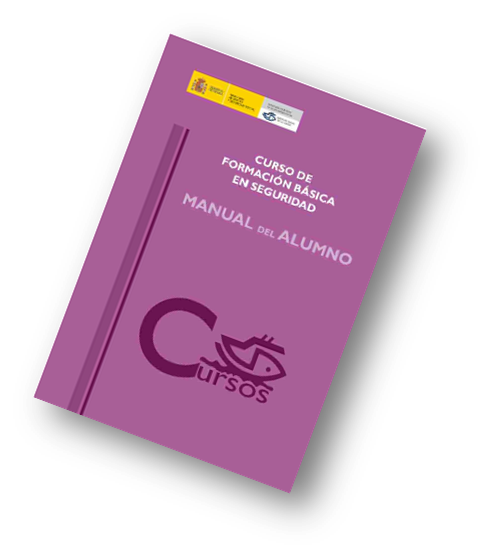 CURSO DE
FORMACIÓN BÁSICA
EN SEGURIDAD
MANUAL DEL ALUMNO
Cursos